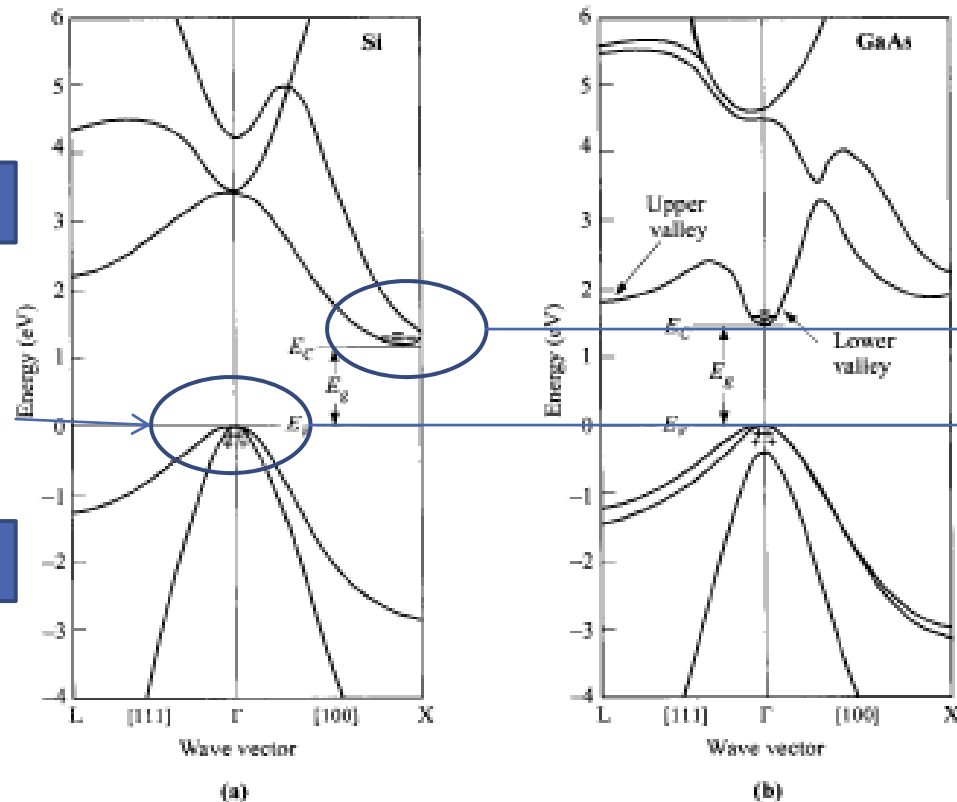 Si
6
5
4
3
2
1
0
−1
−2
−3
−4
Energy (eV)
E_C
E_g
E_v
L [111] Γ [100] X
Wave vector
(a)
GaAs
6
5
4
3
2
1
0
−1
−2
−3
−4
Energy (eV)
Upper
valley
Lower
valley
E_C
E_g
E_v
L [111] Γ [100] X
Wave vector
(b)